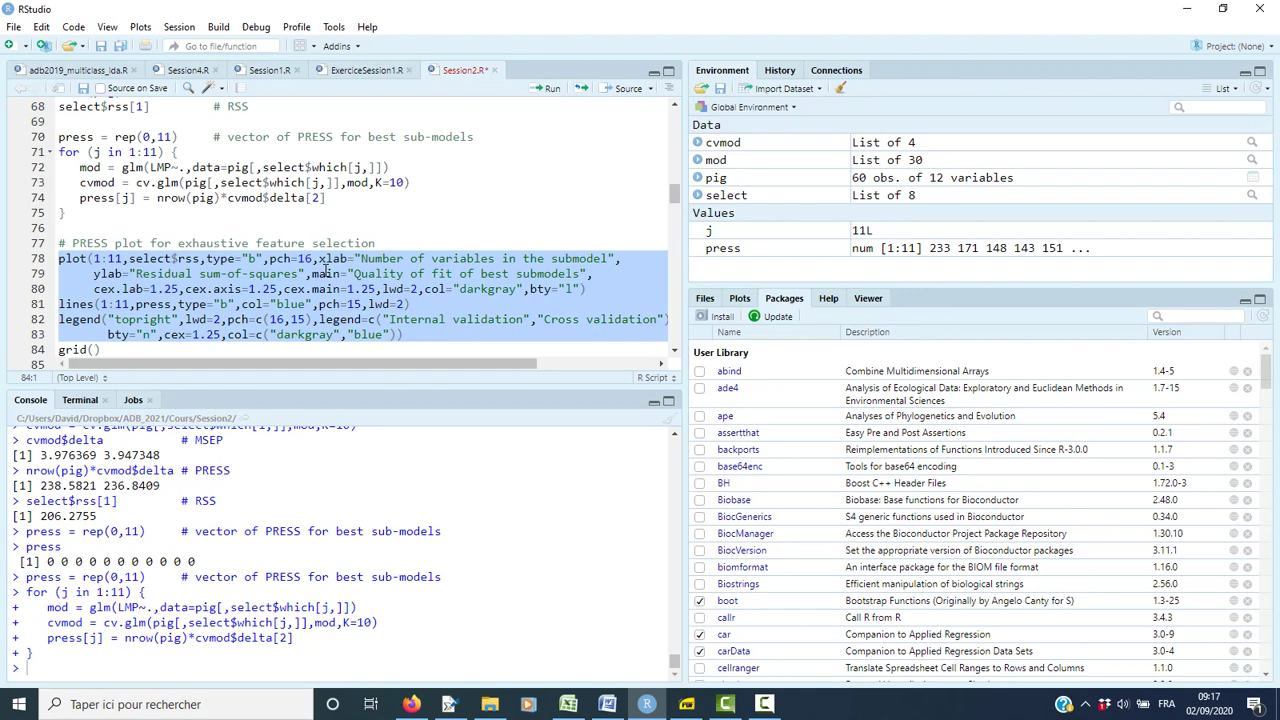 RStudio
File Edit Code View Plots Session Build Debug Profile Tools Help
Go to file/function Addins Project: (None)
adb2019_multiclass_lda.R Session4.R Session1.R ExerciceSession1.R Session2.R*
Source on Save Run Source
68 select$rss[1] # RSS
69
70 press = rep(0,11) # vector of PRESS for best sub-models
71 for (j in 1:11) {
72 mod = glm(LMP~.,data=pig[,select$which[j,]])
73 cvmod = cv.glm(pig[,select$which[j,]],mod,K=10)
74 press[j] = nrow(pig)*cvmod$delta[2]
75 }
76
77 # PRESS plot for exhaustive feature selection
78 plot(1:11,select$rss,type="b",pch=16,xlab="Number of variables in the submodel",
79 ylab="Residual sum-of-squares",main="Quality of fit of best submodels",
80 cex.lab=1.25,cex.axis=1.25,cex.main=1.25,lwd=2,col="darkgray",bty="l")
81 lines(1:11,press,type="b",col="blue",pch=15,lwd=2)
82 legend("topright",lwd=2,pch=c(16,15),legend=c("Internal validation","Cross validation")
83 bty="n",cex=1.25,col=c("darkgray","blue"))
84 grid()
85
84:1 (Top Level) R Script
Console Terminal Jobs
C:/Users/David/Dropbox/ADB_2021/Cours/Session2/
> cvmod$delta # MSEP
[1] 3.976369 3.947348
> nrow(pig)*cvmod$delta # PRESS
[1] 238.5821 236.8409
> select$rss[1] # RSS
[1] 206.2755
> press = rep(0,11) # vector of PRESS for best sub-models
> press
[1] 0 0 0 0 0 0 0 0 0 0 0
> press = rep(0,11) # vector of PRESS for best sub-models
> for (j in 1:11) {
+ mod = glm(LMP~.,data=pig[,select$which[j,]])
+ cvmod = cv.glm(pig[,select$which[j,]],mod,K=10)
+ press[j] = nrow(pig)*cvmod$delta[2]
+ }
>
Environment History Connections
Import Dataset List
Global Environment
Data
cvmod List of 4
mod List of 30
pig 60 obs. of 12 variables
select List of 8
Values
j 11L
press num [1:11] 233 171 148 143 151 ...
Files Plots Packages Help Viewer
Install Update
Name Description Version
User Library
abind Combine Multidimensional Arrays 1.4-5
ade4 Analysis of Ecological Data: Exploratory and Euclidean Methods in 1.7-15
Environmental Sciences
ape Analyses of Phylogenetics and Evolution 5.4
assertthat Easy Pre and Post Assertions 0.2.1
backports Reimplementations of Functions Introduced Since R-3.0.0 1.1.7
base64enc Tools for base64 encoding 0.1-3
BH Boost C++ Header Files 1.72.0-3
Biobase Biobase: Base functions for Bioconductor 2.48.0
BiocGenerics S4 generic functions used in Bioconductor 0.34.0
BiocManager Access the Bioconductor Project Package Repository 1.30.10
BiocVersion Set the appropriate version of Bioconductor packages 3.11.1
biomformat An interface package for the BIOM file format 1.16.0
Biostrings Efficient manipulation of biological strings 2.56.0
boot Bootstrap Functions (Originally by Angelo Canty for S) 1.3-25
callr Call R from R 3.4.3
car Companion to Applied Regression 3.0-9
carData Companion to Applied Regression Data Sets 3.0-4
cellranger Translate Spreadsheet Cell Ranges to Rows and Columns 1.1.0
Taper ici pour rechercher FRA 09:17
02/09/2020